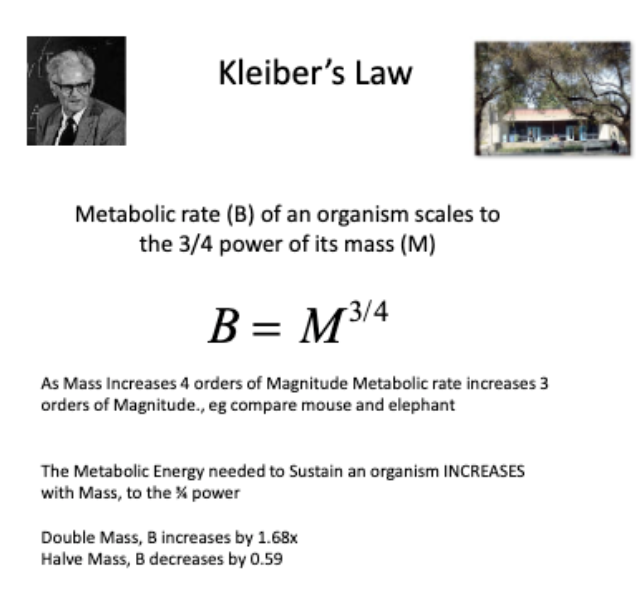 Kleiber's Law
Metabolic rate (B) of an organism scales to
the 3/4 power of its mass (M)
B = M^3/4
As Mass Increases 4 orders of Magnitude Metabolic rate increases 3
orders of Magnitude., eg compare mouse and elephant
The Metabolic Energy needed to Sustain an organism INCREASES
with Mass, to the ¾ power
Double Mass, B increases by 1.68x
Halve Mass, B decreases by 0.59